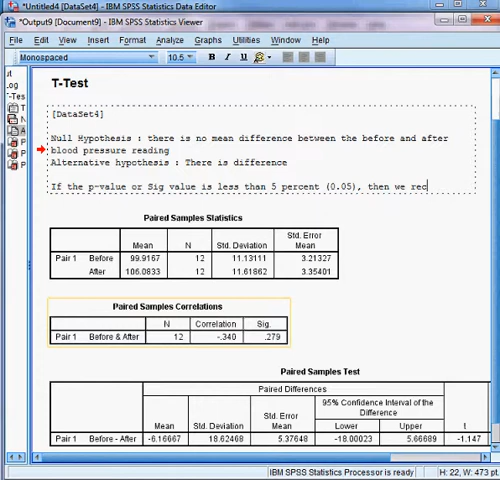 *Untitled4 [DataSet4] - IBM SPSS Statistics Data Editor
*Output9 [Document9] - IBM SPSS Statistics Viewer
File Edit View Data Transform Insert Format Analyze Graphs Utilities Window Help
Monospaced 10.5 B I U
T-Test
[DataSet4]
Null Hypothesis : there is no mean difference between the before and after
blood pressure reading
Alternative hypothesis : There is difference
If the p-value or Sig value is less than 5 percent (0.05), then we rec
Paired Samples Statistics
Mean N Std. Deviation Std. Error Mean
Pair 1 Before 99.9167 12 11.13111 3.21327
After 106.0833 12 11.61862 3.35401
Paired Samples Correlations
N Correlation Sig.
Pair 1 Before & After 12 -.340 .279
Paired Samples Test
Paired Differences
95% Confidence Interval of the Difference
Mean Std. Deviation Std. Error Mean Lower Upper t
Pair 1 Before - After -6.16667 18.62468 5.37648 -18.00023 5.66689 -1.147
IBM SPSS Statistics Processor is ready H: 22, W: 473 pt.